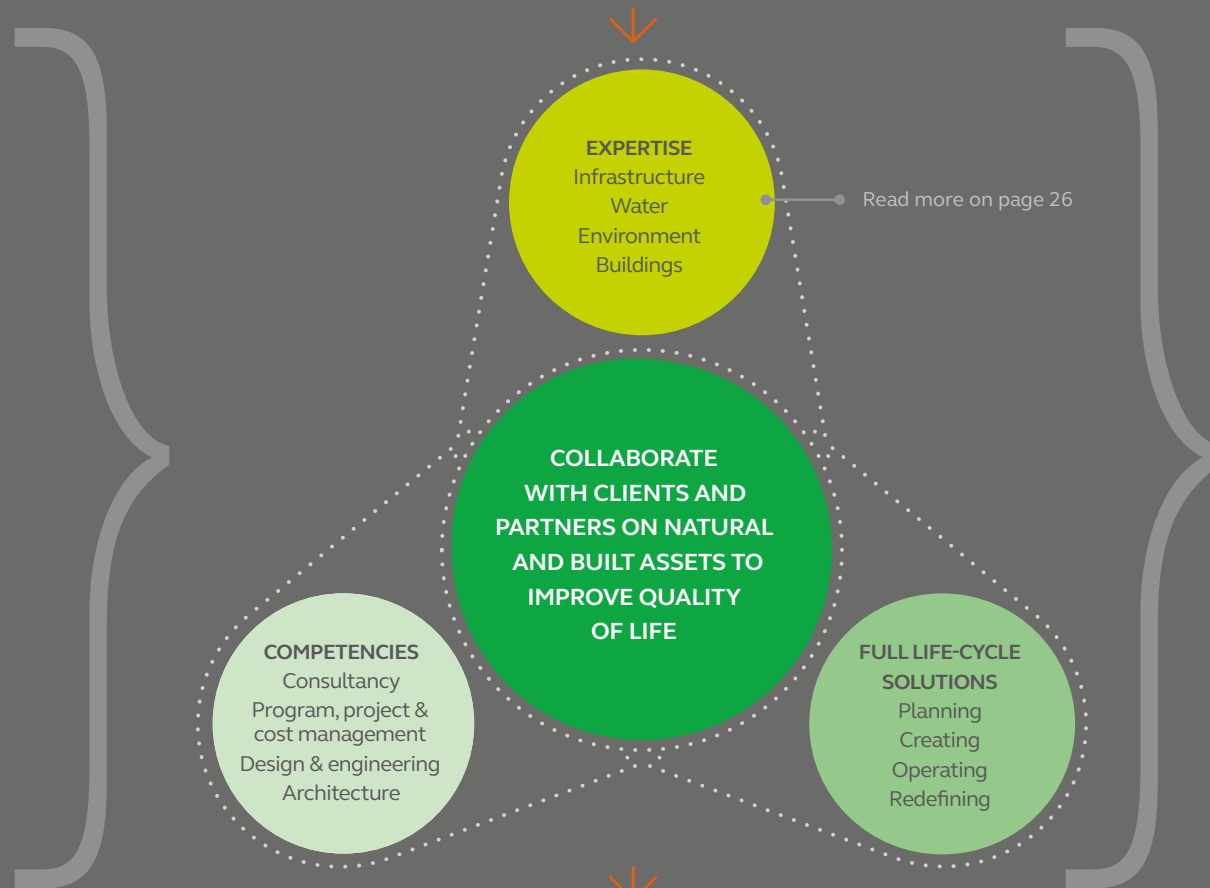 EXPERTISE
Infrastructure
Water
Environment
Buildings
Read more on page 26
COLLABORATE
WITH CLIENTS AND
PARTNERS ON NATURAL
AND BUILT ASSETS TO
IMPROVE QUALITY
OF LIFE
COMPETENCIES
Consultancy
Program, project &
cost management
Design & engineering
Architecture
FULL LIFE-CYCLE
SOLUTIONS
Planning
Creating
Operating
Redefining